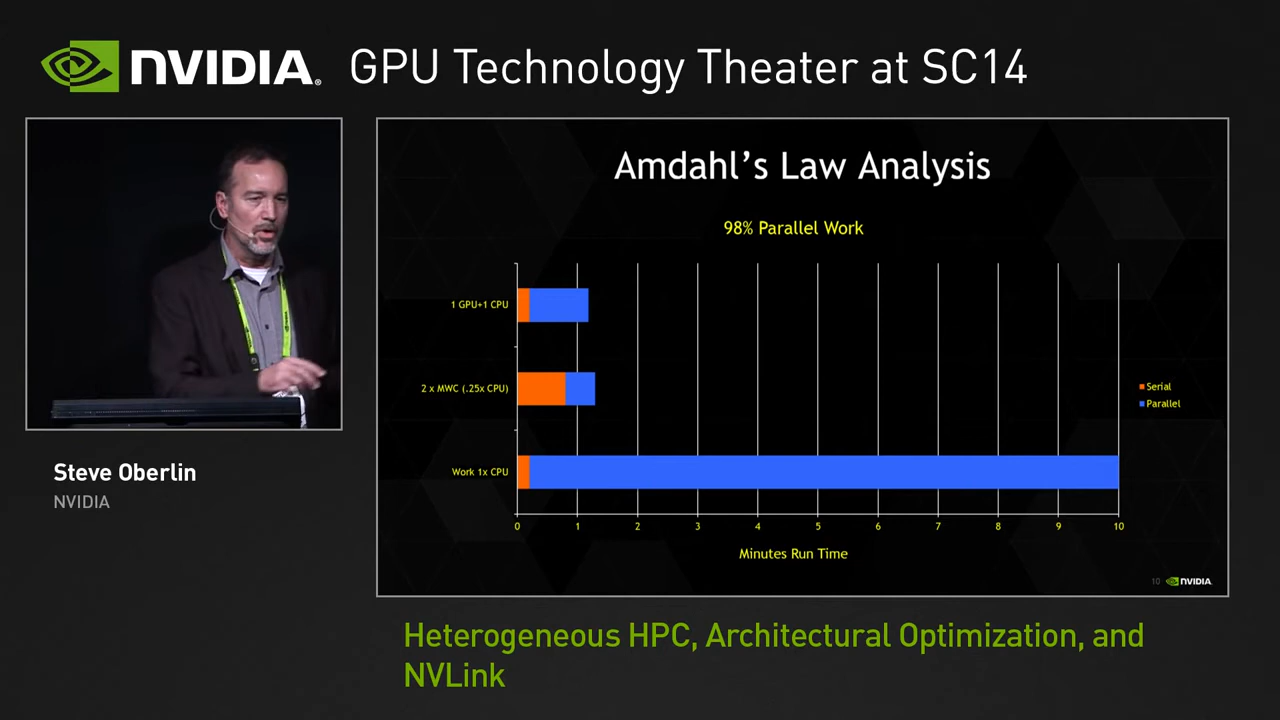 NVIDIA® GPU Technology Theater at SC14
Amdahl's Law Analysis
98% Parallel Work
1 GPU+1 CPU
2 x MWC (.25x CPU)
Work 1x CPU
Serial
Parallel
0 1 2 3 4 5 6 7 8 9 10
Minutes Run Time
10 NVIDIA.
Steve Oberlin
NVIDIA
Heterogeneous HPC, Architectural Optimization, and
NVLink